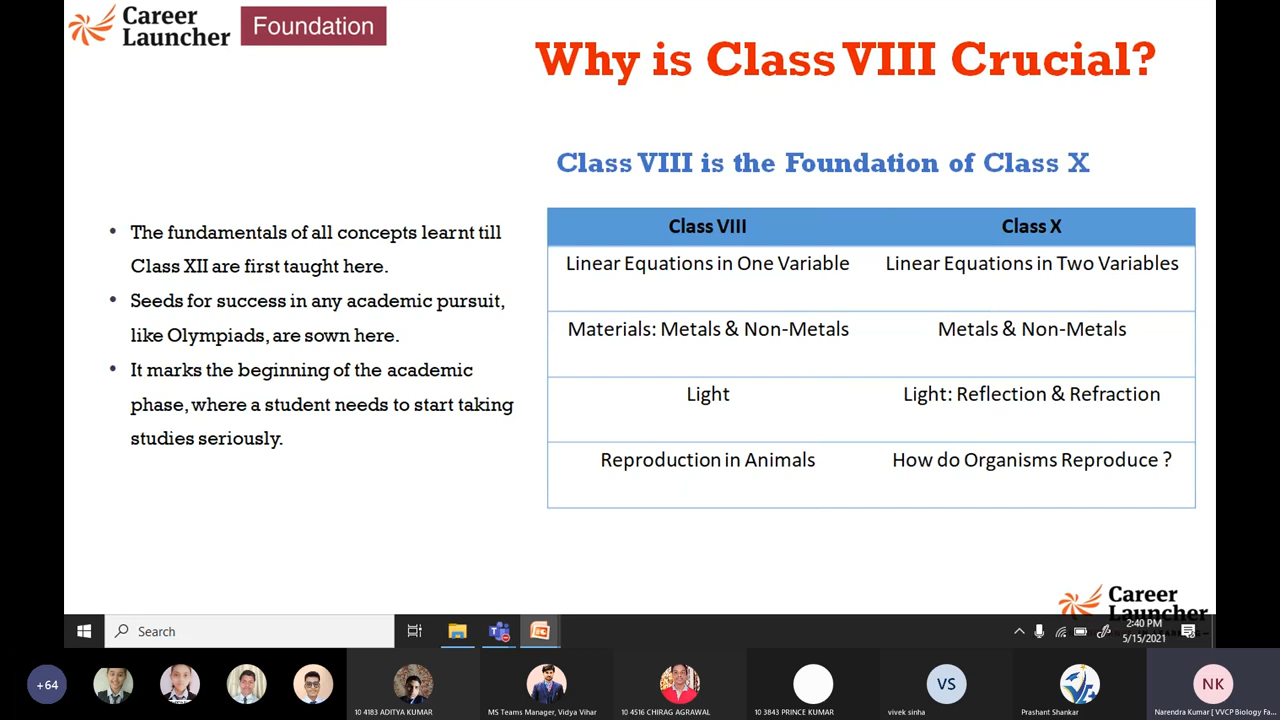 Career
Launcher
Foundation
Why is Class VIII Crucial?
Class VIII is the Foundation of Class X
The fundamentals of all concepts learnt till
Class XII are first taught here.
Seeds for success in any academic pursuit,
like Olympiads, are sown here.
It marks the beginning of the academic
phase, where a student needs to start taking
studies seriously.
Class VIII Class X
Linear Equations in One Variable Linear Equations in Two Variables
Materials: Metals & Non-Metals Metals & Non-Metals
Light Light: Reflection & Refraction
Reproduction in Animals How do Organisms Reproduce ?
Career
Launcher
Search
2:40 PM
5/15/2021
+64
VS
NK
10 4183 ADITYA KUMAR
MS Teams Manager, Vidya Vihar
10 4516 CHIRAG AGRAWAL
10 3843 PRINCE KUMAR
vivek sinha
Prashant Shankar
Narendra Kumar [ VVCP Biology Fa...